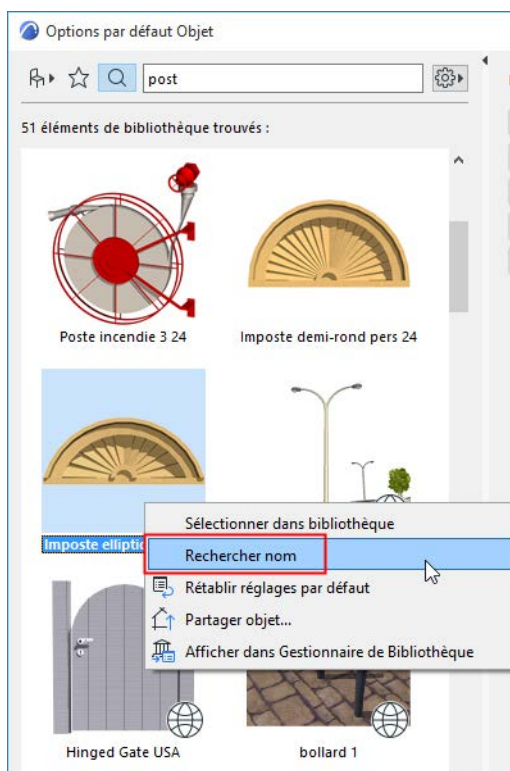 Options par défaut Objet
post
51 éléments de bibliothèque trouvés :
Poste incendie 3 24
Imposte demi-rond pers 24
Imposte ellipti
Sélectionner dans bibliothèque
Rechercher nom
Rétablir réglages par défaut
Partager objet...
Afficher dans Gestionnaire de Bibliothèque
Hinged Gate USA
bollard 1